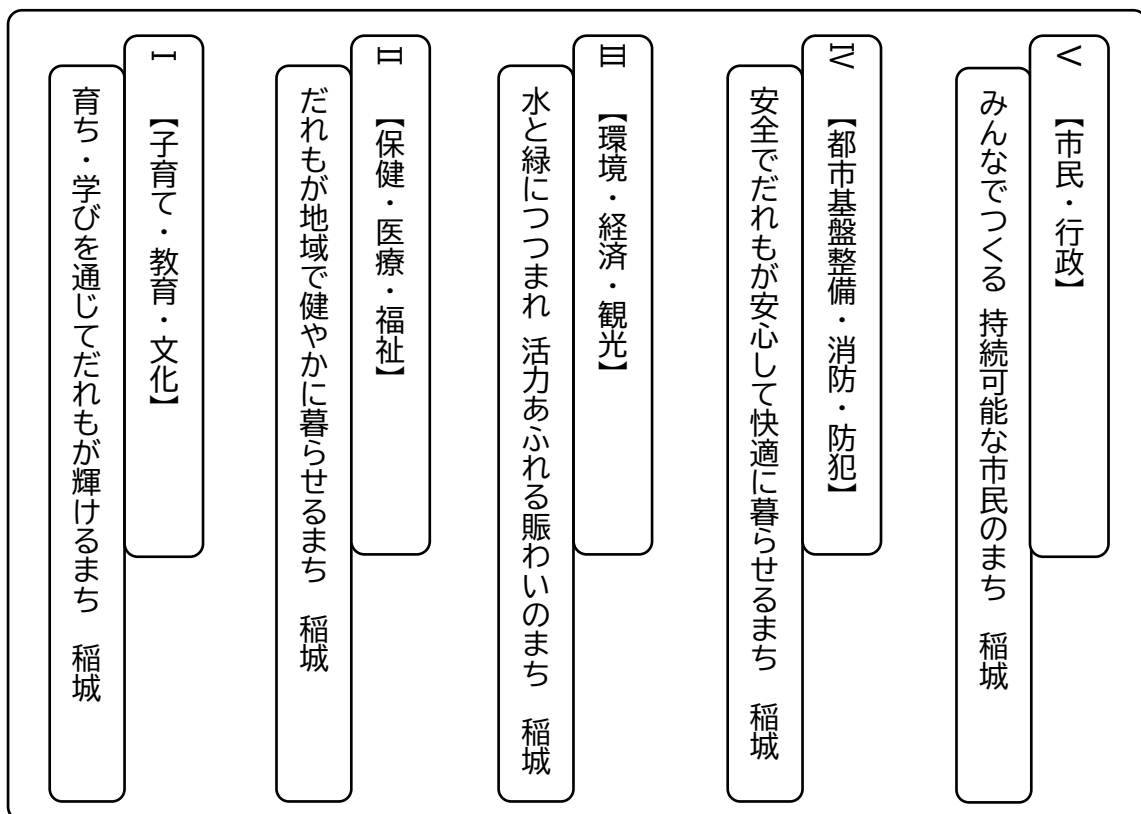 Ⅰ 【子育て・教育・文化】
育ち・学びを通じてだれもが輝けるまち 稲城
Ⅱ 【保健・医療・福祉】
だれもが地域で健やかに暮らせるまち 稲城
Ⅲ 【環境・経済・観光】
水と緑につつまれ 活力あふれる賑わいのまち 稲城
Ⅳ 【都市基盤整備・消防・防犯】
安全でだれもが安心して快適に暮らせるまち 稲城
Ⅴ 【市民・行政】
みんなでつくる 持続可能な市民のまち 稲城